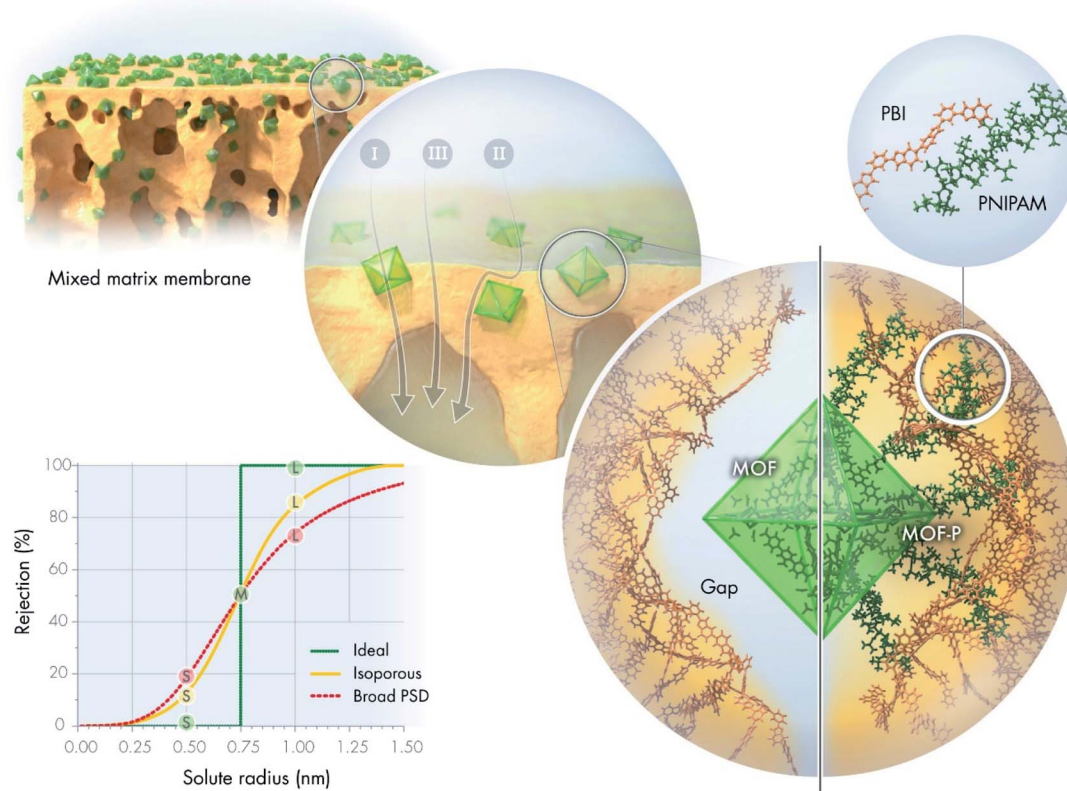 Mixed matrix membrane
I
III
II
PBI
PNIPAM
MOF
MOF-P
Gap
Rejection (%)
100
80
60
40
20
0
L
L
L
M
S
S
S
Ideal
Isoporous
Broad PSD
0.00
0.25
0.50
0.75
1.00
1.25
1.50
Solute radius (nm)